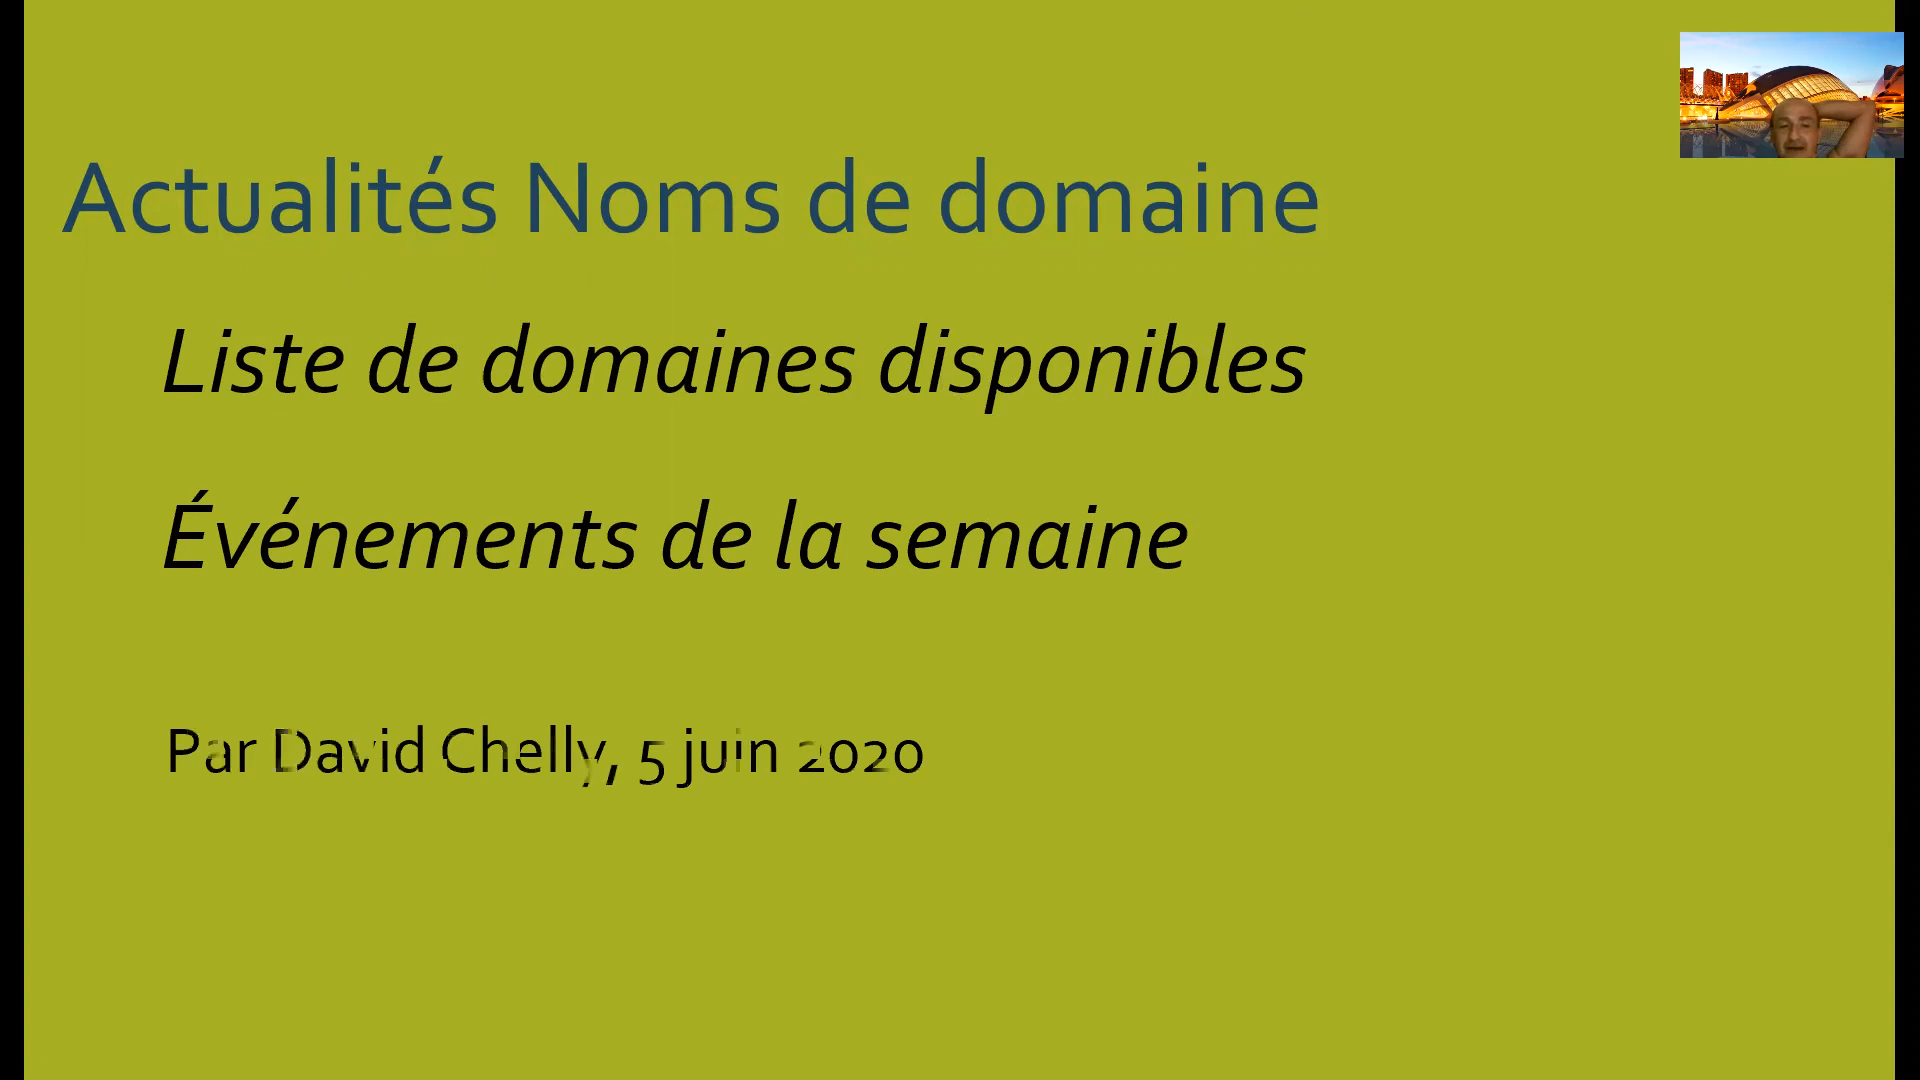 Actualités Noms de domaine
Liste de domaines disponibles
Événements de la semaine
Par David Chelly, 5 juin 2020